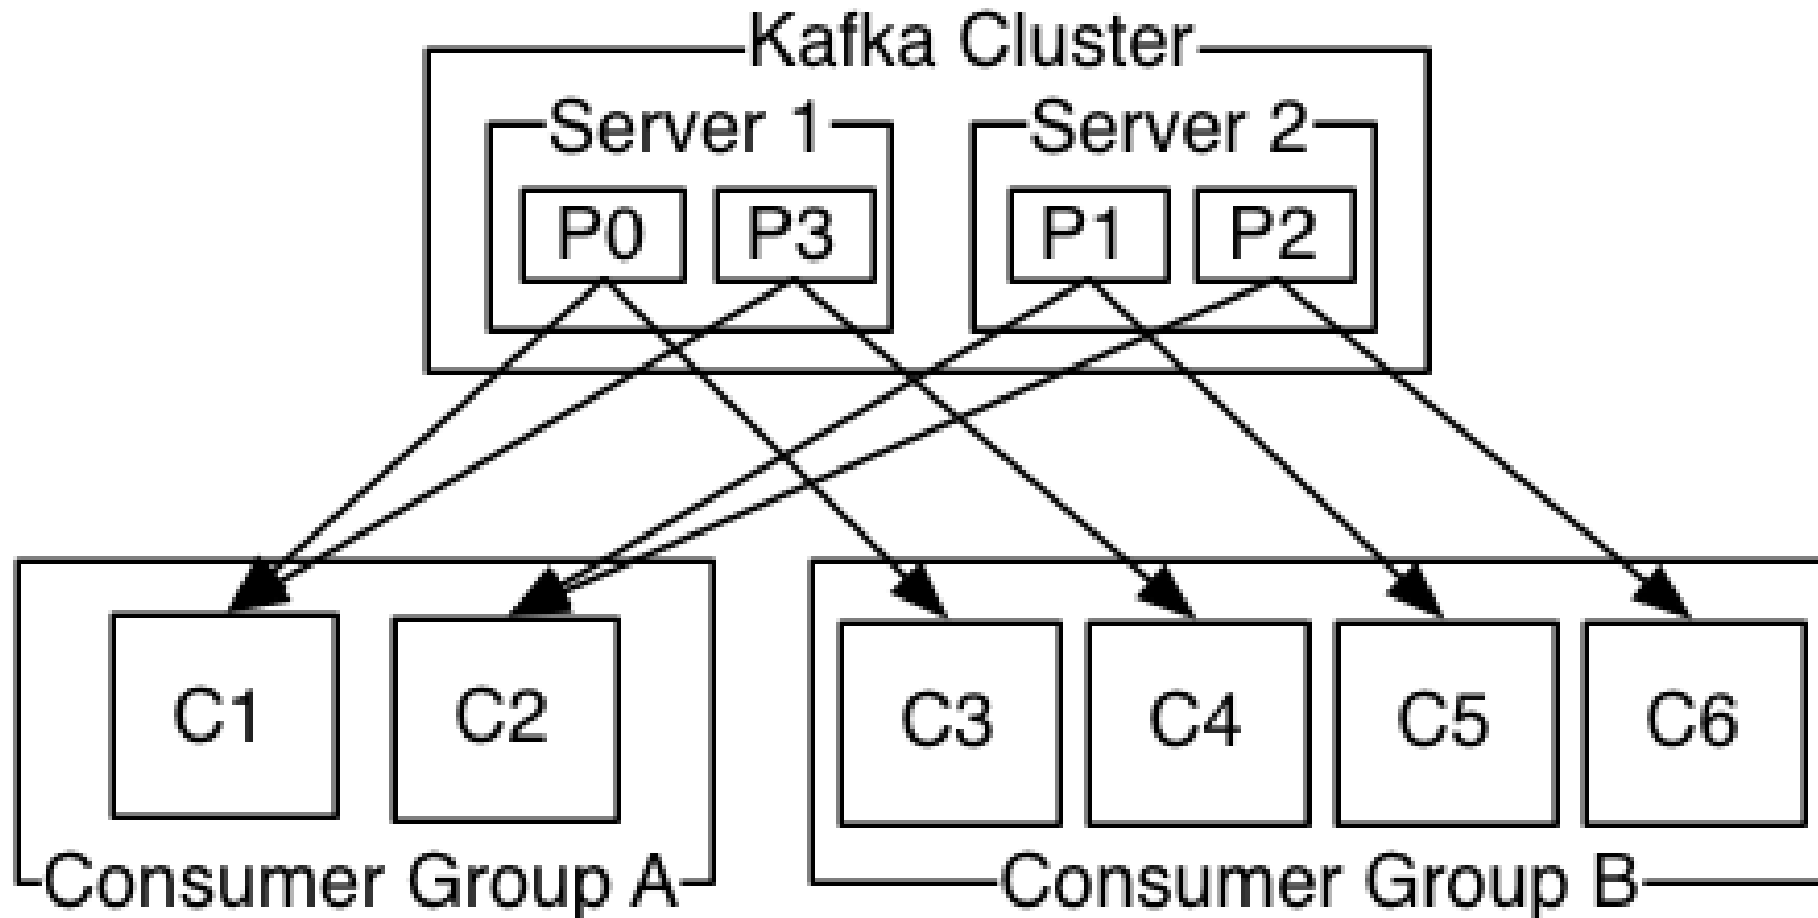 Kafka Cluster
Server 1
Server 2
P0
P3
P1
P2
C1
C2
C3
C4
C5
C6
Consumer Group A
Consumer Group B